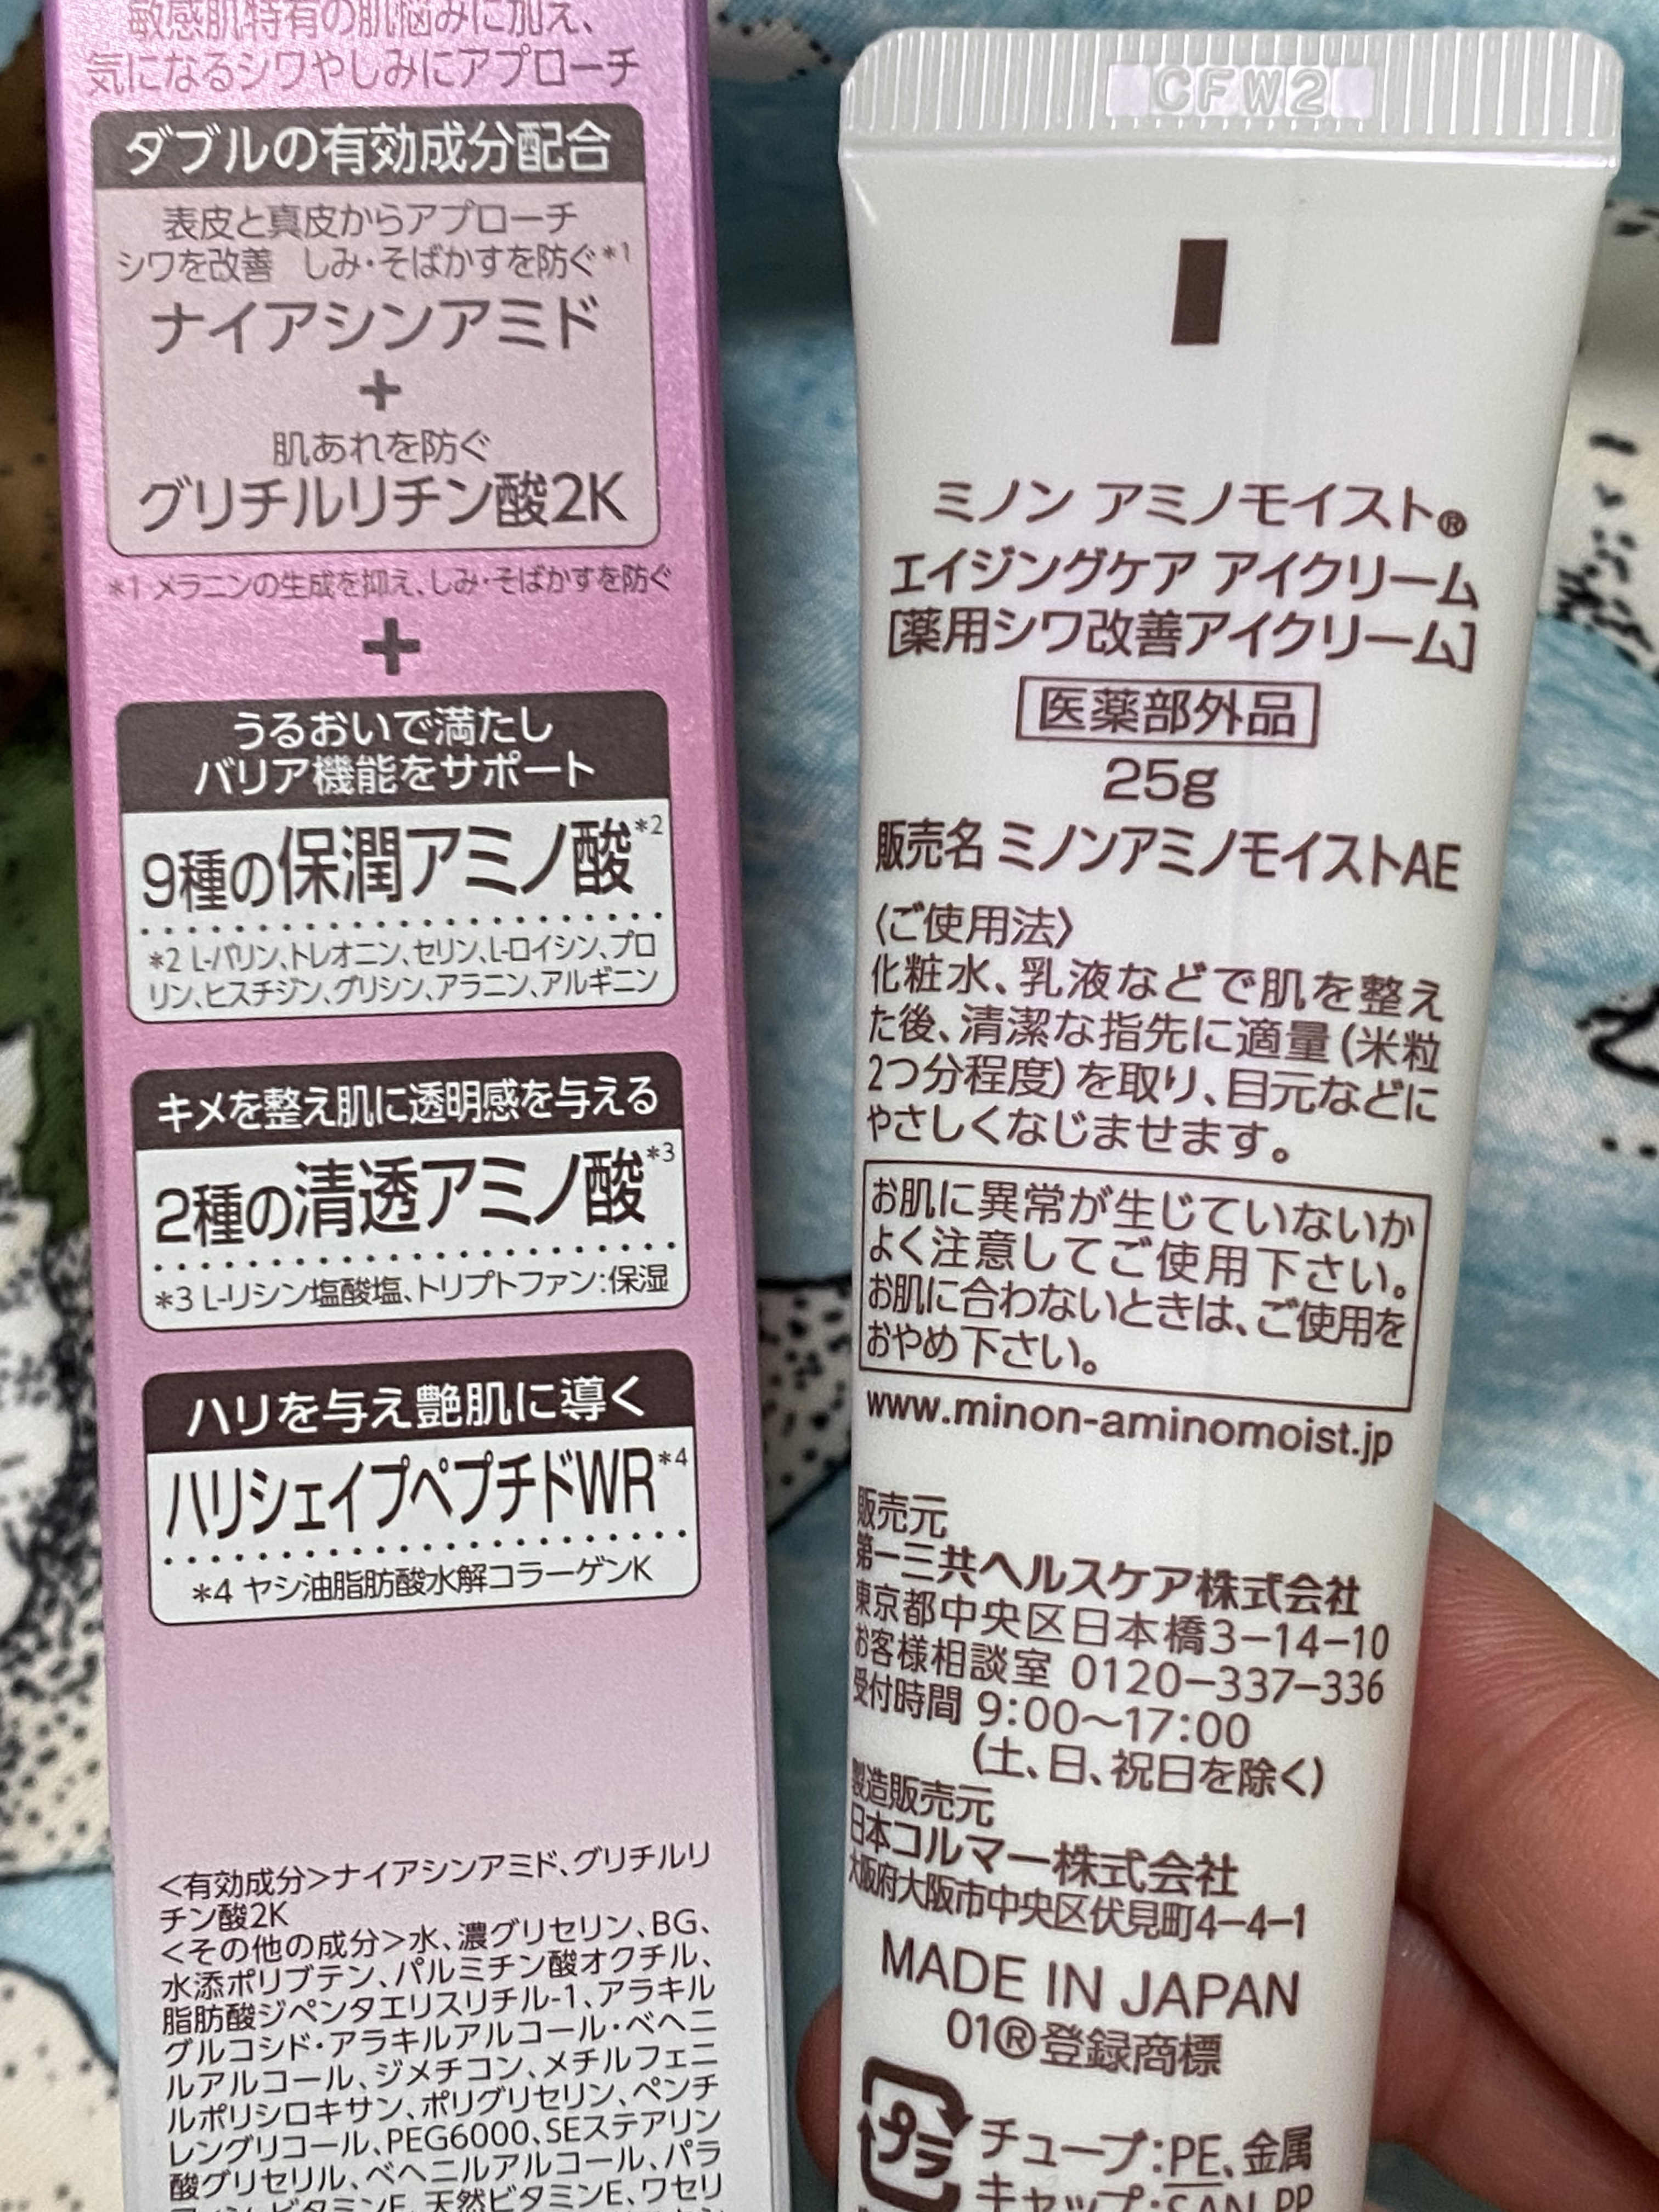 敏感肌特有の肌悩みに加え、
気になるシワやしみにアプローチ
ダブルの有効成分配合
表皮と真皮からアプローチ
シワを改善 しみ・そばかすを防ぐ*1
ナイアシンアミド
+
肌あれを防ぐ
グリチルリチン酸2K
*1 メラニンの生成を抑え、しみ・そばかすを防ぐ
+
うるおいで満たし
バリア機能をサポート
9種の保潤アミノ酸*2
*2 L-バリン、トレオニン、セリン、L-ロイシン、プロ
リン、ヒスチジン、グリシン、アラニン、アルギニン
キメを整え肌に透明感を与える
2種の清透アミノ酸*3
*3 L-リシン塩酸塩、トリプトファン:保湿
ハリを与え艶肌に導く
ハリシェイプペプチドWR*4
*4 ヤシ油脂肪酸水解コラーゲンK
<有効成分>ナイアシンアミド、グリチルリ
チン酸2K
<その他の成分>水、濃グリセリン、BG、
水添ポリブテン、パルミチン酸オクチル、
脂肪酸ジペンタエリスリチル-1、アラキル
グルコシド・アラキルアルコール・ベヘニ
ルアルコール、ジメチコン、メチルフェニ
ルポリシロキサン、ポリグリセリン、ペンチ
レングリコール、PEG6000、SEステアリン
酸グリセリル、ベヘニルアルコール、パラ
フィン、ビタミンE、天然ビタミンE、ワセリ
CFW2
ミノン アミノモイスト®
エイジングケア アイクリーム
[薬用シワ改善アイクリーム]
医薬部外品
25g
販売名 ミノンアミノモイストAE
〈ご使用法〉
化粧水、乳液などで肌を整え
た後、清潔な指先に適量(米粒
2つ分程度)を取り、目元などに
やさしくなじませます。
お肌に異常が生じていないか
よく注意してご使用下さい。
お肌に合わないときは、ご使用を
おやめ下さい。
www.minon-aminomoist.jp
販売元
第一三共ヘルスケア株式会社
東京都中央区日本橋3-14-10
お客様相談室 0120-337-336
受付時間 9:00~17:00
(土、日、祝日を除く)
製造販売元
日本コルマー株式会社
大阪府大阪市中央区伏見町4-4-1
MADE IN JAPAN
01®登録商標
プラ
チューブ:PE、金属
キャップ:SAN、PP